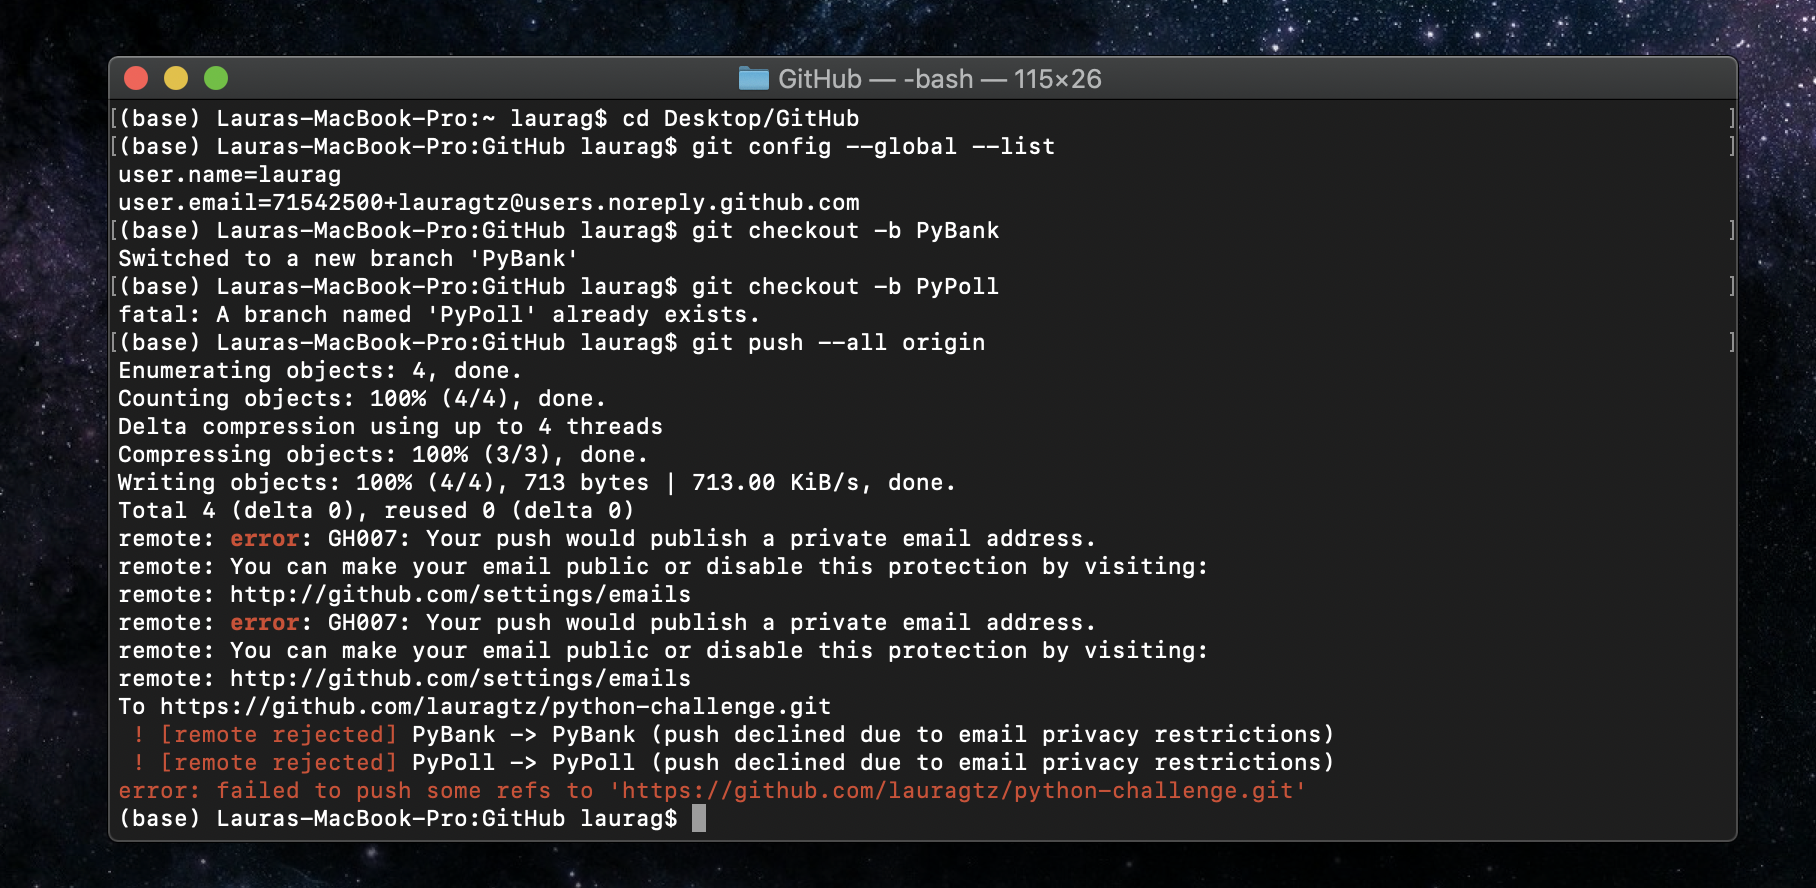 GitHub — -bash — 115×26
[(base) Lauras-MacBook-Pro:~ laurag$ cd Desktop/GitHub ]
[(base) Lauras-MacBook-Pro:GitHub laurag$ git config --global --list ]
user.name=laurag
user.email=71542500+lauragtz@users.noreply.github.com
[(base) Lauras-MacBook-Pro:GitHub laurag$ git checkout -b PyBank ]
Switched to a new branch 'PyBank'
[(base) Lauras-MacBook-Pro:GitHub laurag$ git checkout -b PyPoll ]
fatal: A branch named 'PyPoll' already exists.
[(base) Lauras-MacBook-Pro:GitHub laurag$ git push --all origin ]
Enumerating objects: 4, done.
Counting objects: 100% (4/4), done.
Delta compression using up to 4 threads
Compressing objects: 100% (3/3), done.
Writing objects: 100% (4/4), 713 bytes | 713.00 KiB/s, done.
Total 4 (delta 0), reused 0 (delta 0)
remote: error: GH007: Your push would publish a private email address.
remote: You can make your email public or disable this protection by visiting:
remote: http://github.com/settings/emails
remote: error: GH007: Your push would publish a private email address.
remote: You can make your email public or disable this protection by visiting:
remote: http://github.com/settings/emails
To https://github.com/lauragtz/python-challenge.git
 ! [remote rejected] PyBank -> PyBank (push declined due to email privacy restrictions)
 ! [remote rejected] PyPoll -> PyPoll (push declined due to email privacy restrictions)
error: failed to push some refs to 'https://github.com/lauragtz/python-challenge.git'
(base) Lauras-MacBook-Pro:GitHub laurag$